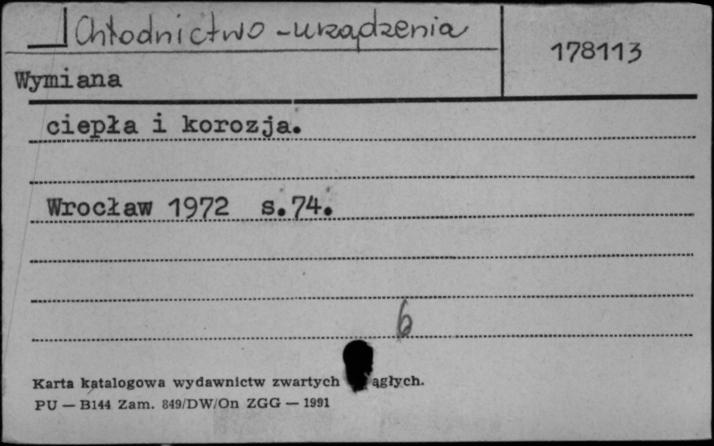 Chłodnictwo - urządzenia
178113
Wymiana
ciepła i korozja.
Wrocław 1972 s.74.
6
Karta katalogowa wydawnictw zwartych ągłych.
PU — B144 Zam. 849/DW/On ZGG — 1991